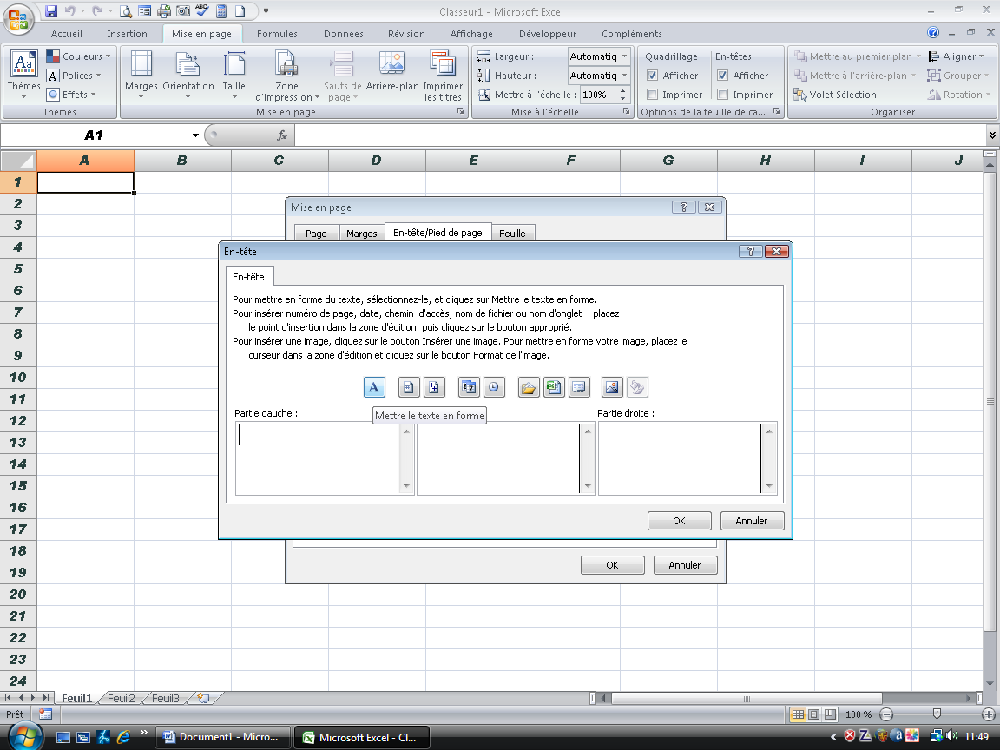 Classeur1 - Microsoft Excel
Accueil Insertion Mise en page Formules Données Révision Affichage Développeur Compléments
Thèmes
Couleurs
Polices
Effets
Thèmes
Marges Orientation Taille Zone d'impression Sauts de page Arrière-plan Imprimer les titres
Mise en page
Largeur : Automatiq
Hauteur : Automatiq
Mettre à l'échelle : 100%
Mise à l'échelle
Quadrillage En-têtes
Afficher Afficher
Imprimer Imprimer
Options de la feuille de ca...
Mettre au premier plan Aligner
Mettre à l'arrière-plan Grouper
Volet Sélection Rotation
Organiser
A1 fx
A B C D E F G H I J
1
2
3
4
5
6
7
8
9
10
11
12
13
14
15
16
17
18
19
20
21
22
23
24
Mise en page
Page Marges En-tête/Pied de page Feuille
En-tête
En-tête
Pour mettre en forme du texte, sélectionnez-le, et cliquez sur Mettre le texte en forme.
Pour insérer numéro de page, date, chemin d'accès, nom de fichier ou nom d'onglet : placez
le point d'insertion dans la zone d'édition, puis cliquez sur le bouton approprié.
Pour insérer une image, cliquez sur le bouton Insérer une image. Pour mettre en forme votre image, placez le
curseur dans la zone d'édition et cliquez sur le bouton Format de l'image.
A
Partie gauche : Mettre le texte en forme Partie droite :
OK Annuler
OK Annuler
Feuil1 Feuil2 Feuil3
Prêt 100 %
Document1 - Micro... Microsoft Excel - Cl... 11:49